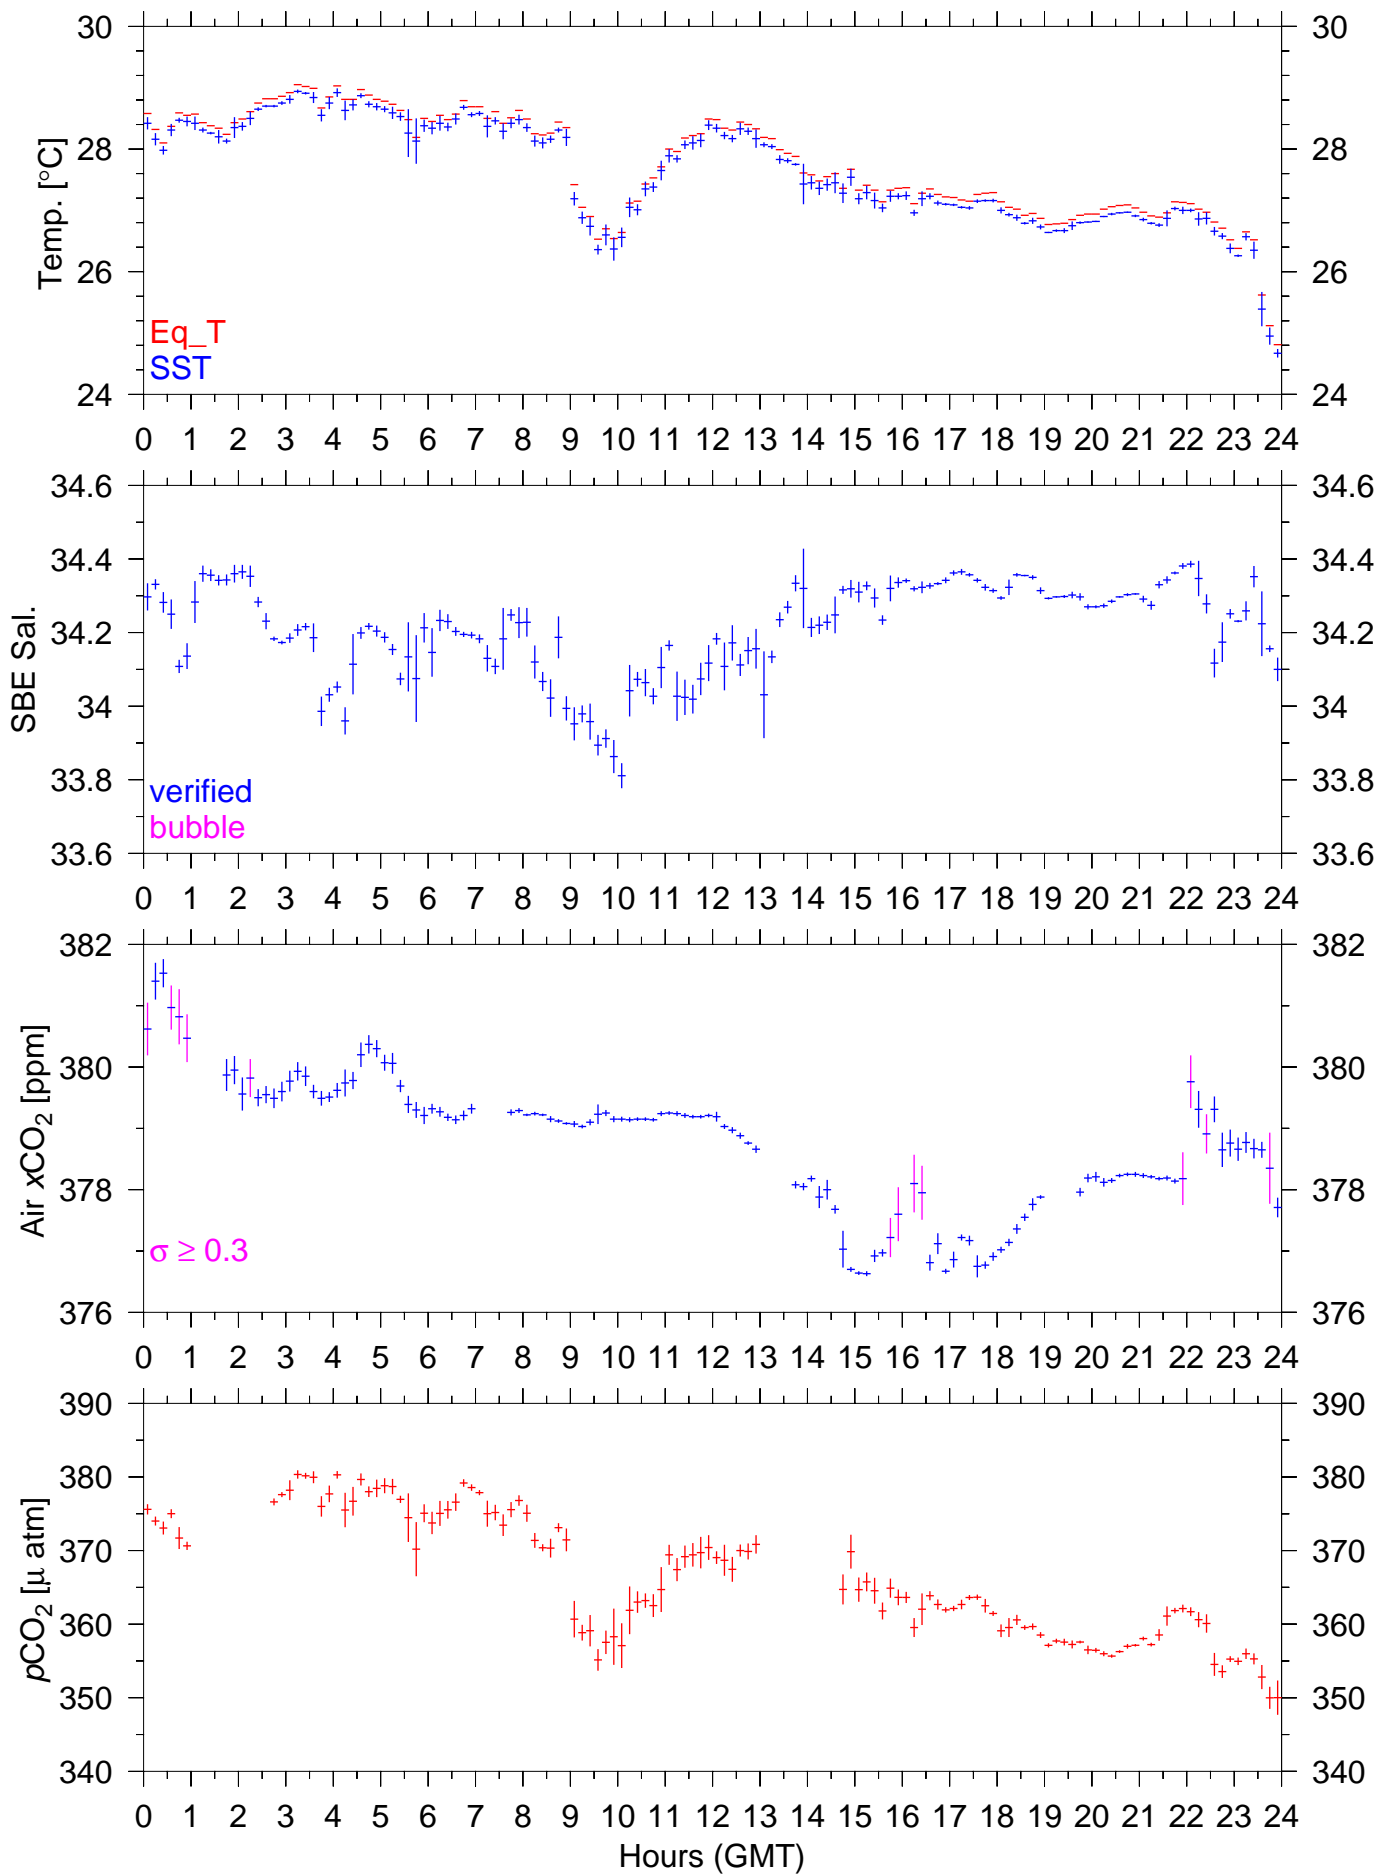 30 30
28 28
26 26
24 24
Temp. [°C]
Eq_T
SST
0 1 2 3 4 5 6 7 8 9 10 11 12 13 14 15 16 17 18 19 20 21 22 23 24
34.6 34.6
34.4 34.4
34.2 34.2
34 34
33.8 33.8
33.6 33.6
SBE Sal.
verified
bubble
0 1 2 3 4 5 6 7 8 9 10 11 12 13 14 15 16 17 18 19 20 21 22 23 24
382 382
380 380
378 378
376 376
Air xCO₂ [ppm]
σ ≥ 0.3
0 1 2 3 4 5 6 7 8 9 10 11 12 13 14 15 16 17 18 19 20 21 22 23 24
390 390
380 380
370 370
360 360
350 350
340 340
pCO₂ [μ atm]
0 1 2 3 4 5 6 7 8 9 10 11 12 13 14 15 16 17 18 19 20 21 22 23 24
Hours (GMT)